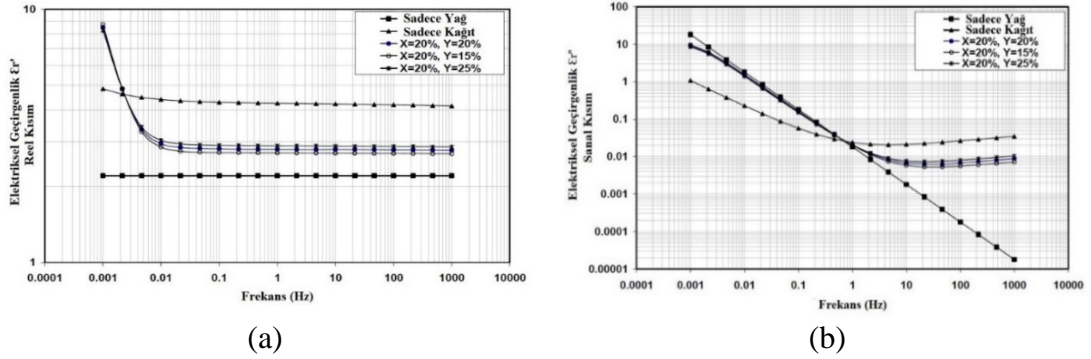 10
1
Elektriksel Geçirgenlik Ɛr'
Reel Kısım
Sadece Yağ
Sadece Kağıt
X=20%, Y=20%
X=20%, Y=15%
X=20%, Y=25%
0.0001 0.001 0.01 0.1 1 10 100 1000 10000
Frekans (Hz)
(a)
100
10
1
0.1
0.01
0.001
0.0001
0.00001
Elektriksel Geçirgenlik Ɛr''
Sanal Kısım
Sadece Yağ
Sadece Kağıt
X=20%, Y=20%
X=20%, Y=15%
X=20%, Y=25%
0.0001 0.001 0.01 0.1 1 10 100 1000 10000
Frekans (Hz)
(b)